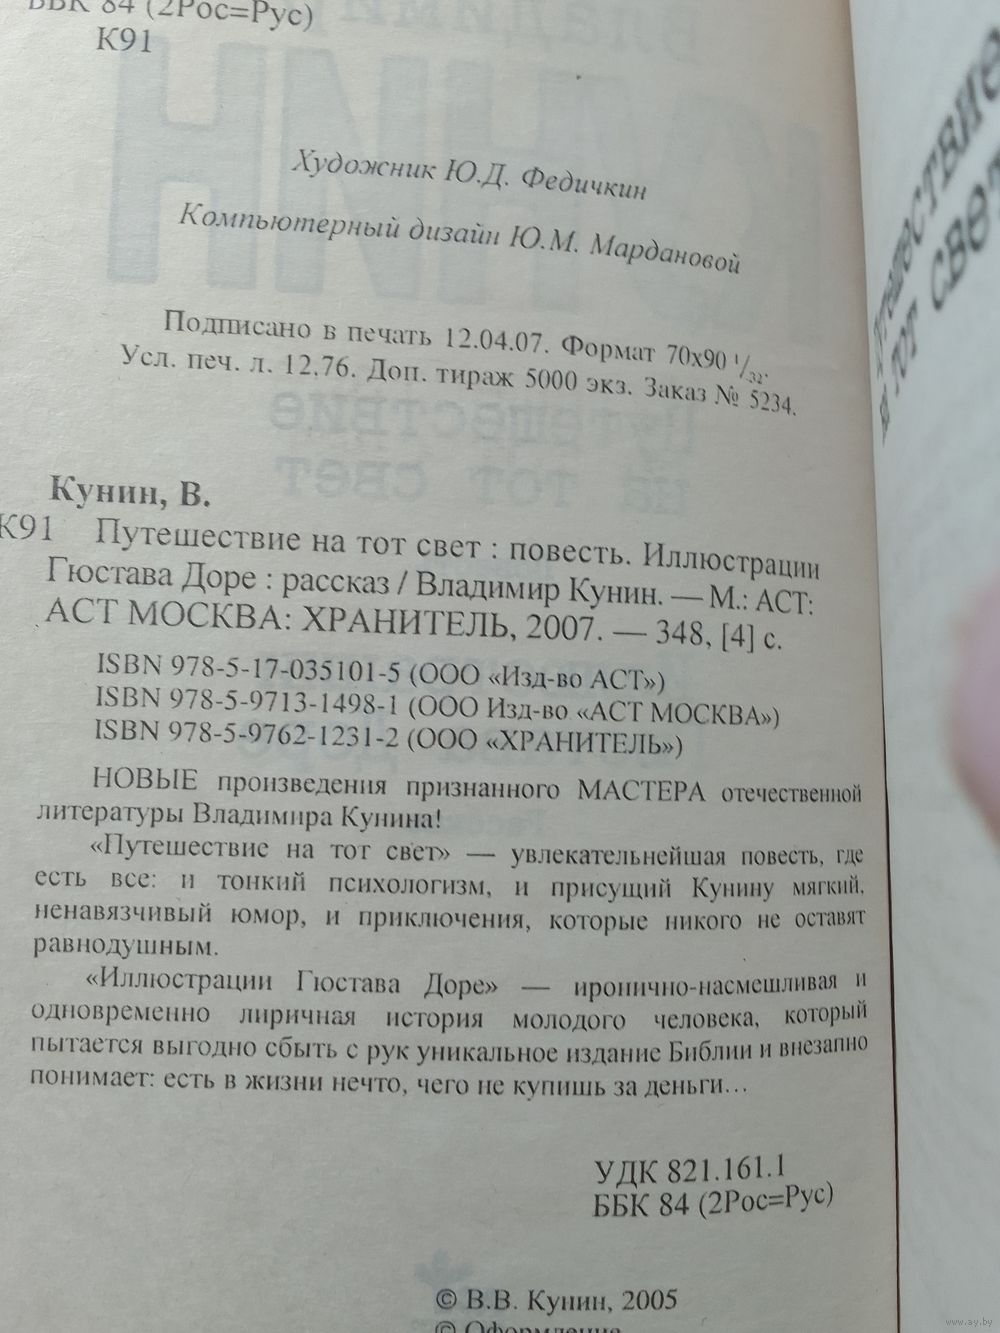 ББК 84 (2Рос=Рус)
К91
Художник Ю.Д. Федичкин
Компьютерный дизайн Ю.М. Мардановой
Подписано в печать 12.04.07. Формат 70х90 1/32.
Усл. печ. л. 12,76. Доп. тираж 5000 экз. Заказ № 5234.
Кунин, В.
К91 Путешествие на тот свет : повесть. Иллюстрации
Гюстава Доре : рассказ / Владимир Кунин. — М.: АСТ:
АСТ МОСКВА: ХРАНИТЕЛЬ, 2007. — 348, [4] с.
ISBN 978-5-17-035101-5 (ООО «Изд-во АСТ»)
ISBN 978-5-9713-1498-1 (ООО Изд-во «АСТ МОСКВА»)
ISBN 978-5-9762-1231-2 (ООО «ХРАНИТЕЛЬ»)
НОВЫЕ произведения признанного МАСТЕРА отечественной
литературы Владимира Кунина!
«Путешествие на тот свет» — увлекательнейшая повесть, где
есть все: и тонкий психологизм, и присущий Кунину мягкий,
ненавязчивый юмор, и приключения, которые никого не оставят
равнодушным.
«Иллюстрации Гюстава Доре» — иронично-насмешливая и
одновременно лиричная история молодого человека, который
пытается выгодно сбыть с рук уникальное издание Библии и внезапно
понимает: есть в жизни нечто, чего не купишь за деньги...
УДК 821.161.1
ББК 84 (2Рос=Рус)
© В.В. Кунин, 2005
© Оформление
www.ay.by